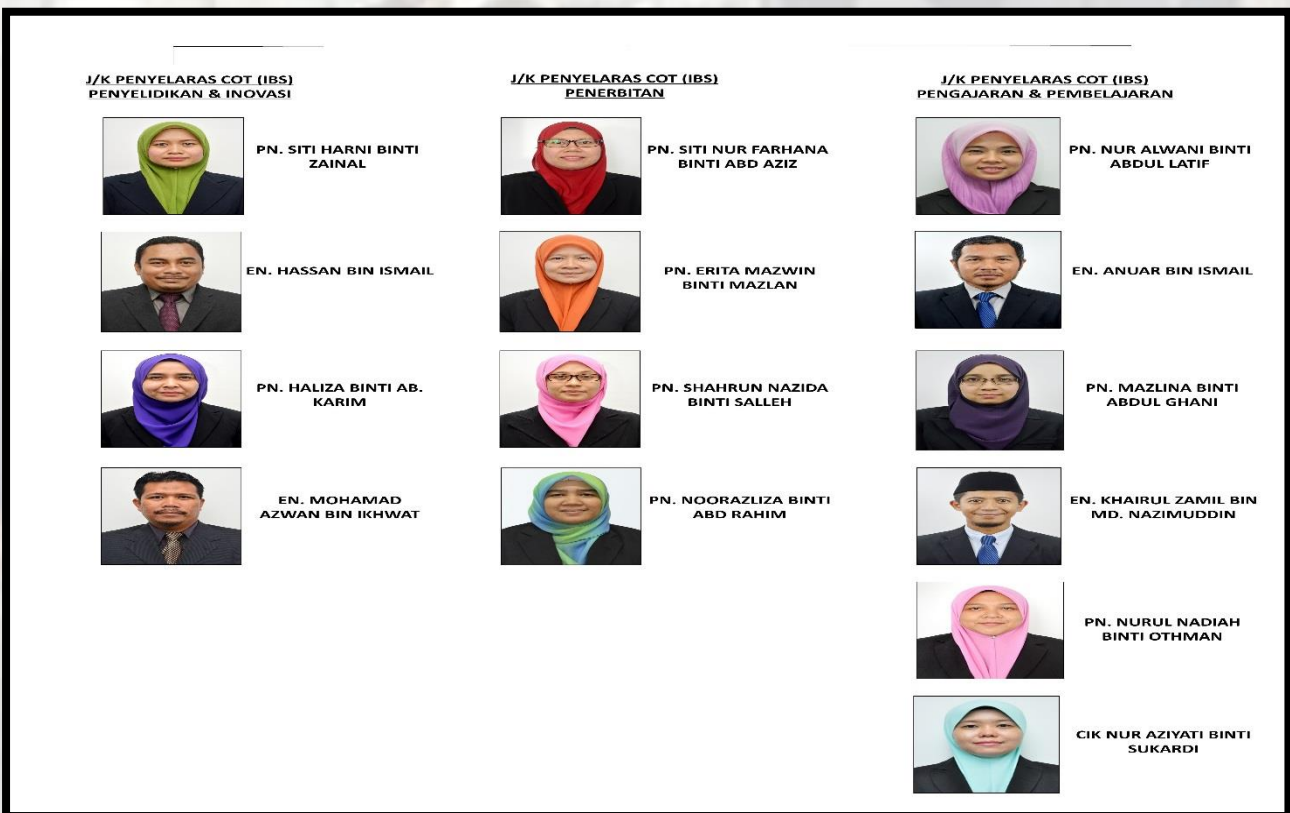 J/K PENYELARAS COT (IBS)
PENYELIDIKAN & INOVASI
PN. SITI HARNI BINTI
ZAINAL
EN. HASSAN BIN ISMAIL
PN. HALIZA BINTI AB.
KARIM
EN. MOHAMAD
AZWAN BIN IKHWAT
J/K PENYELARAS COT (IBS)
PENERBITAN
PN. SITI NUR FARHANA
BINTI ABD AZIZ
PN. ERITA MAZWIN
BINTI MAZLAN
PN. SHAHRUN NAZIDA
BINTI SALLEH
PN. NOORAZLIZA BINTI
ABD RAHIM
J/K PENYELARAS COT (IBS)
PENGAJARAN & PEMBELAJARAN
PN. NUR ALWANI BINTI
ABDUL LATIF
EN. ANUAR BIN ISMAIL
PN. MAZLINA BINTI
ABDUL GHANI
EN. KHAIRUL ZAMIL BIN
MD. NAZIMUDDIN
PN. NURUL NADIAH
BINTI OTHMAN
CIK NUR AZIYATI BINTI
SUKARDI